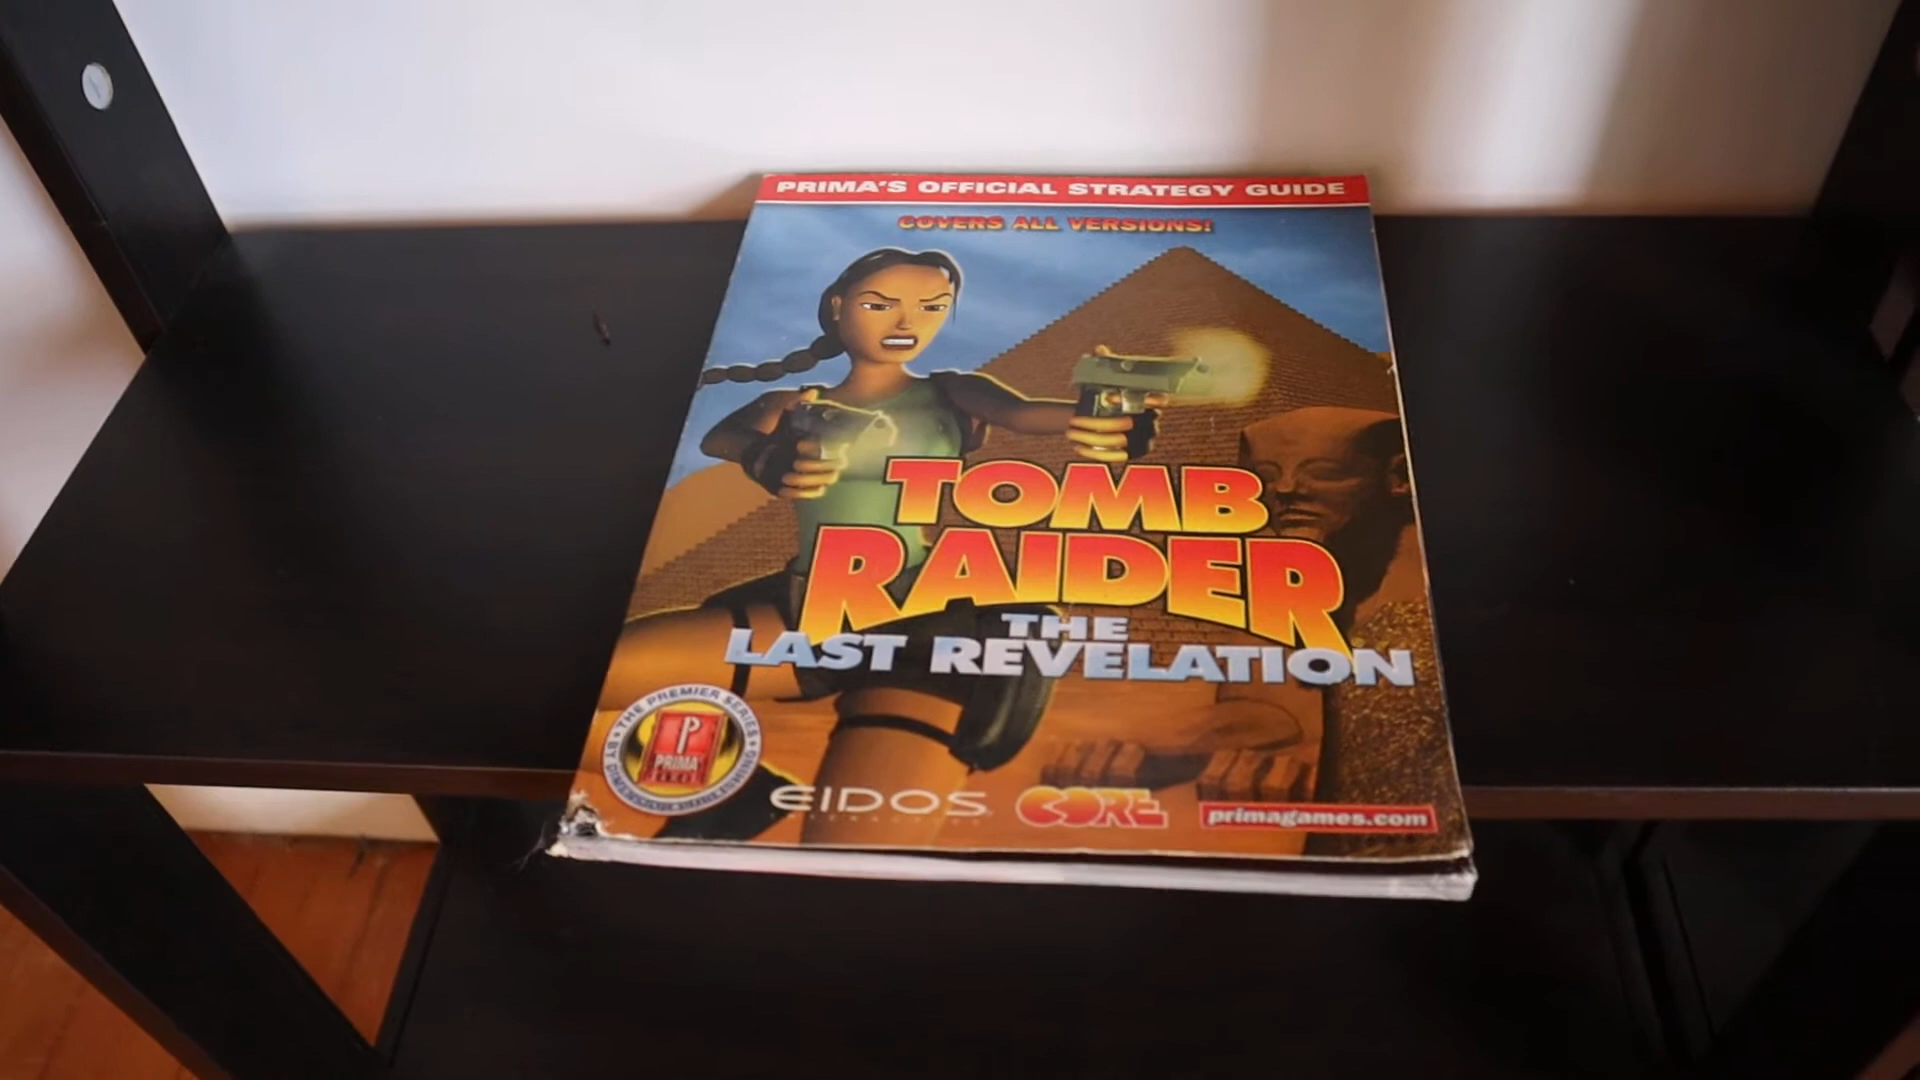 PRIMA'S OFFICIAL STRATEGY GUIDE
COVERS ALL VERSIONS!
TOMB
RAIDER
THE
LAST REVELATION
THE PREMIER SERIES
P
PRIMA
EIDOS
CORE
primagames.com